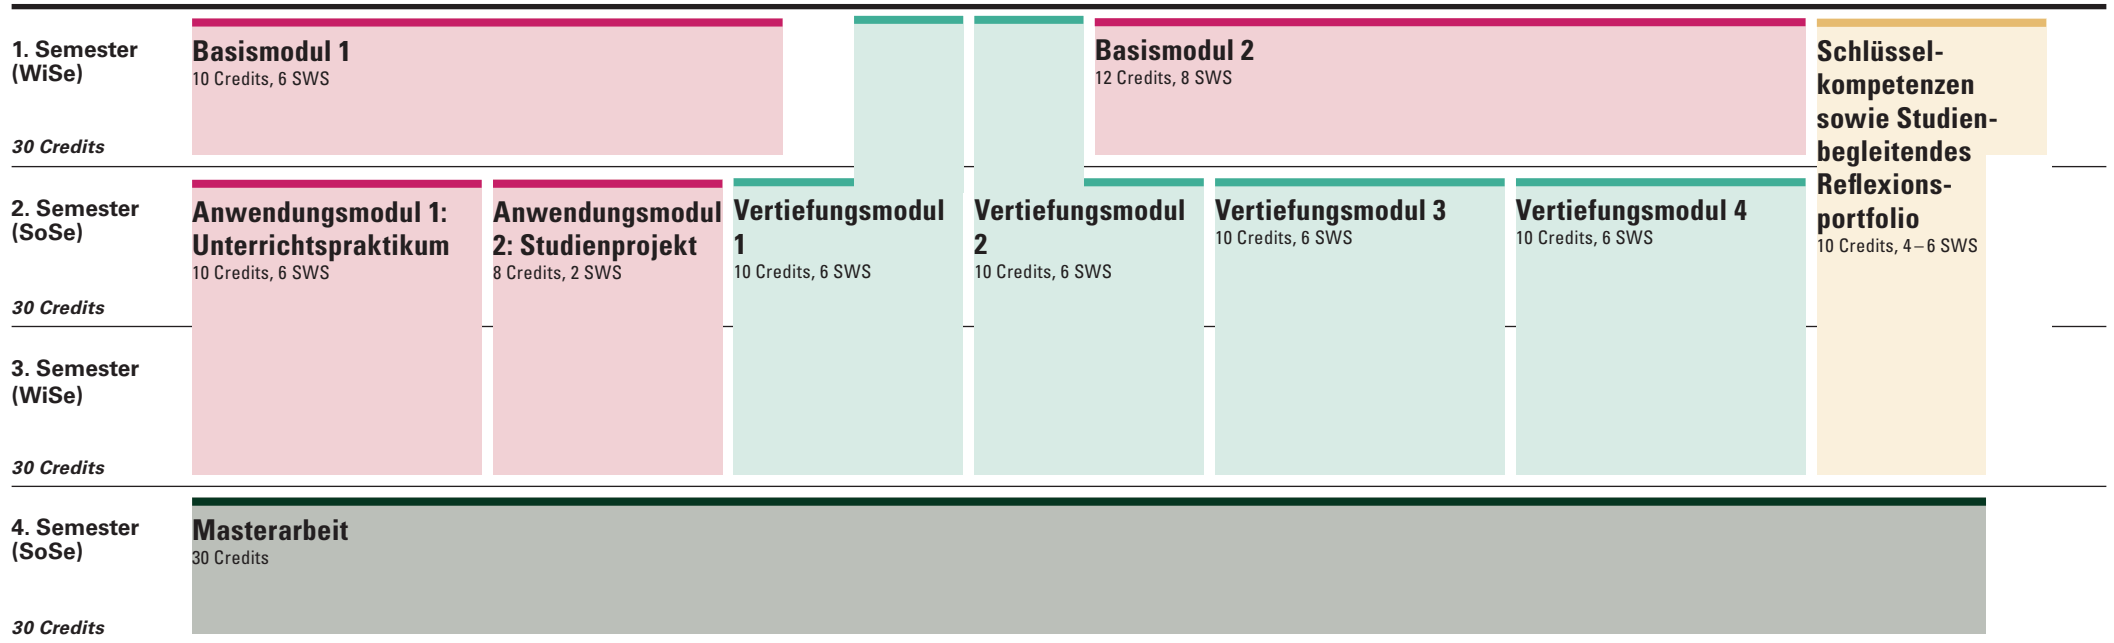 1. Semester
(WiSe)
30 Credits
Basismodul 1
10 Credits, 6 SWS
Basismodul 2
12 Credits, 8 SWS
Schlüssel-
kompetenzen
sowie Studien-
begleitendes
Reflexions-
portfolio
10 Credits, 4–6 SWS
2. Semester
(SoSe)
30 Credits
Anwendungsmodul 1:
Unterrichtspraktikum
10 Credits, 6 SWS
Anwendungsmodul
2: Studienprojekt
8 Credits, 2 SWS
Vertiefungsmodul
1
10 Credits, 6 SWS
Vertiefungsmodul
2
10 Credits, 6 SWS
Vertiefungsmodul 3
10 Credits, 6 SWS
Vertiefungsmodul 4
10 Credits, 6 SWS
3. Semester
(WiSe)
30 Credits
4. Semester
(SoSe)
30 Credits
Masterarbeit
30 Credits